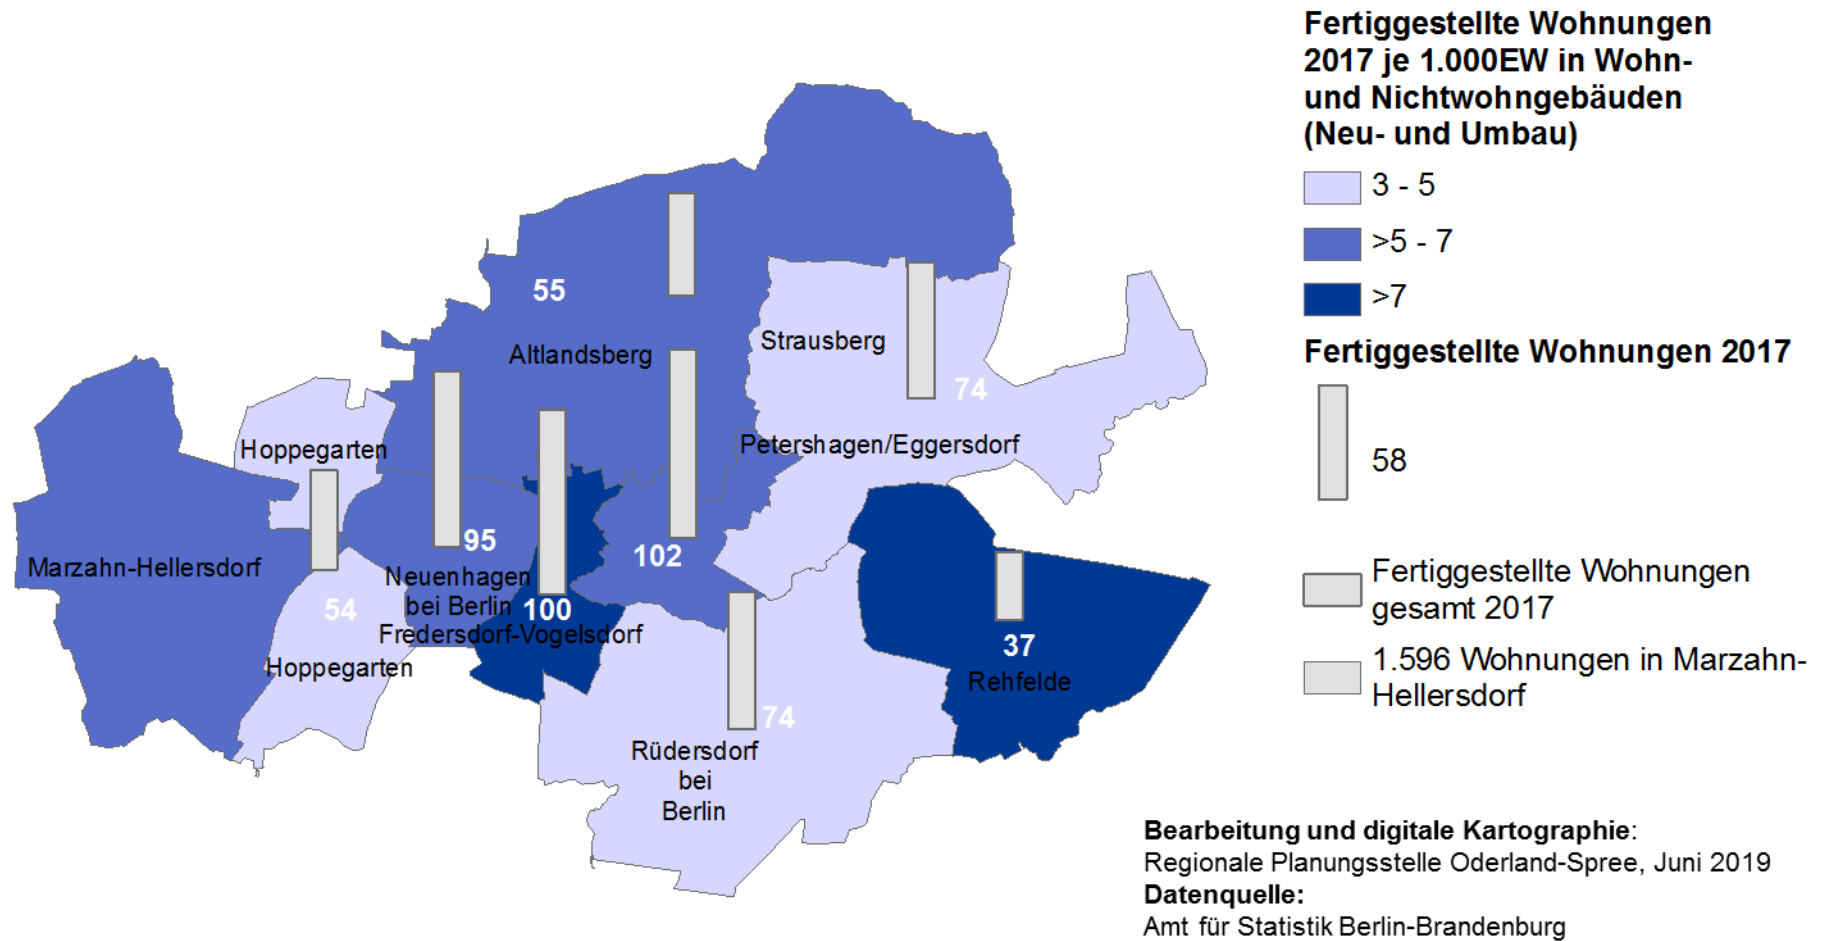 Fertiggestellte Wohnungen
2017 je 1.000EW in Wohn-
und Nichtwohngebäuden
(Neu- und Umbau)
3 - 5
>5 - 7
>7
Fertiggestellte Wohnungen 2017
58
Fertiggestellte Wohnungen
gesamt 2017
1.596 Wohnungen in Marzahn-
Hellersdorf
55
Altlandsberg
Strausberg
74
Petershagen/Eggersdorf
Hoppegarten
Marzahn-Hellersdorf
95
102
Neuenhagen
bei Berlin
100
54
Fredersdorf-Vogelsdorf
Hoppegarten
37
Rehfelde
74
Rüdersdorf
bei
Berlin
Bearbeitung und digitale Kartographie:
Regionale Planungsstelle Oderland-Spree, Juni 2019
Datenquelle:
Amt für Statistik Berlin-Brandenburg